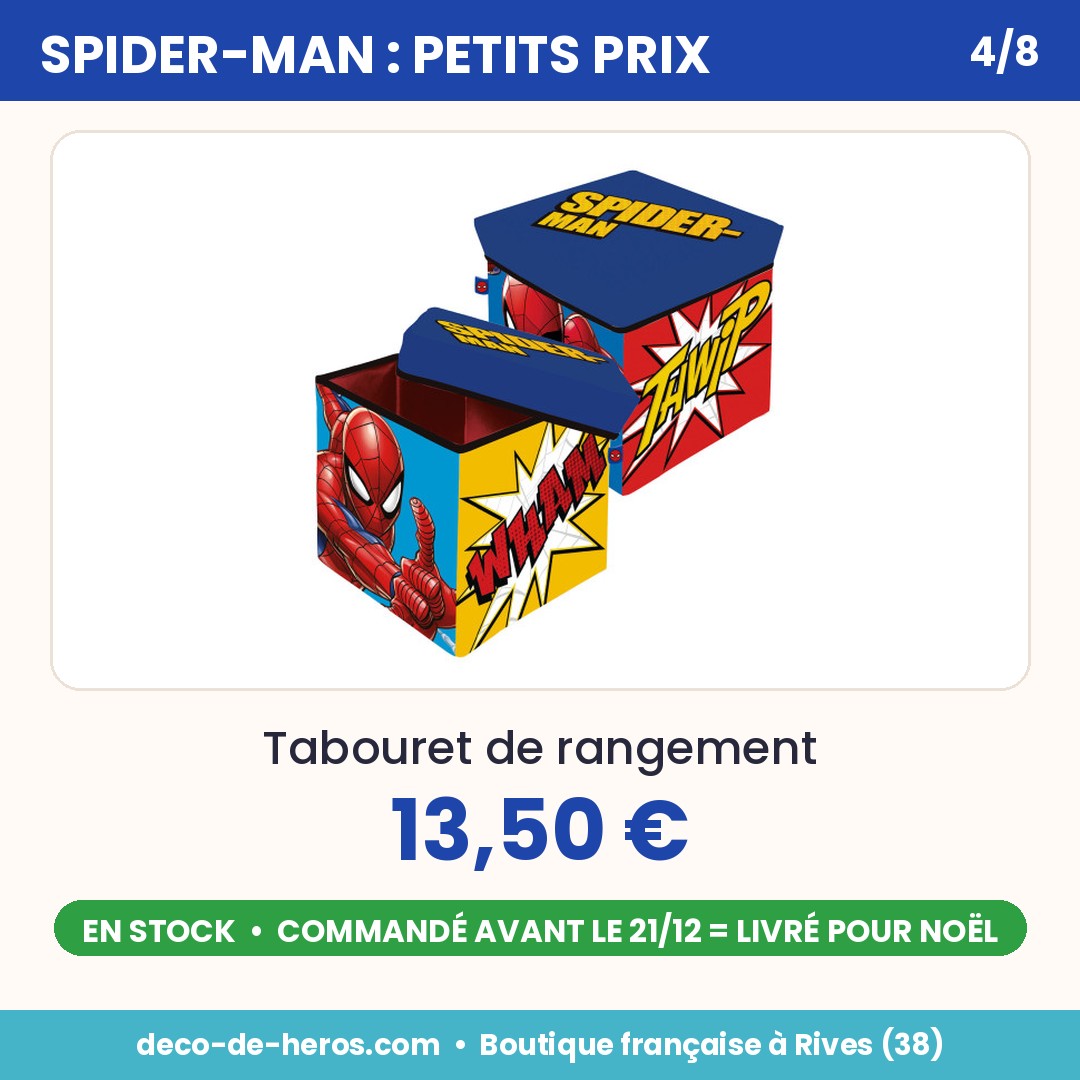 SPIDER-MAN : PETITS PRIX
4/8
SPIDER-
MAN
SPIDER-
MAN
THWIP
WHAM
Tabouret de rangement
13,50 €
EN STOCK • COMMANDÉ AVANT LE 21/12 = LIVRÉ POUR NOËL
deco-de-heros.com • Boutique française à Rives (38)